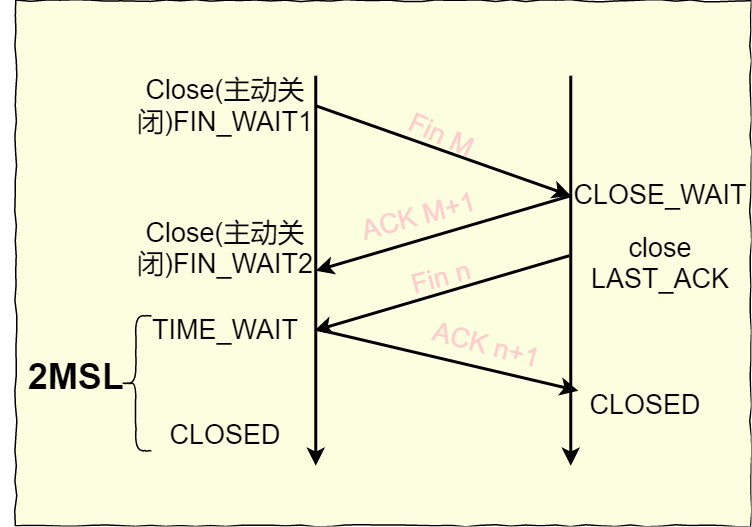 Close(主动关
闭)FIN_WAIT1
Fin M
CLOSE_WAIT
ACK M+1
Close(主动关
闭)FIN_WAIT2
close
LAST_ACK
Fin n
TIME_WAIT
ACK n+1
2MSL
CLOSED
CLOSED